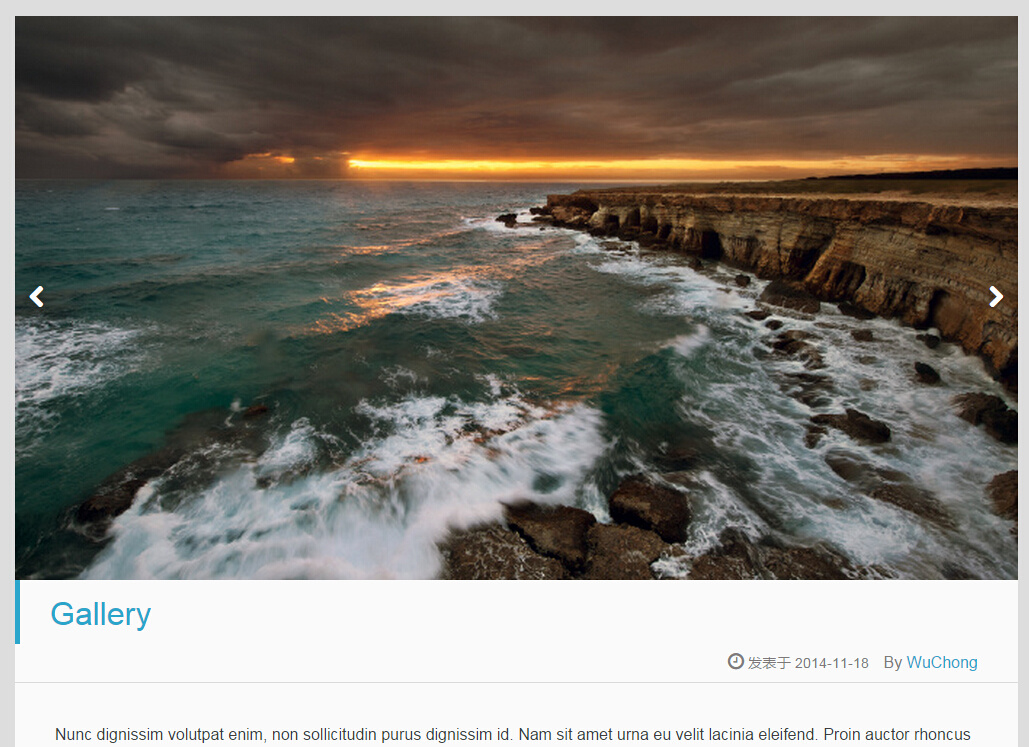 Gallery
发表于 2014-11-18 By WuChong
Nunc dignissim volutpat enim, non sollicitudin purus dignissim id. Nam sit amet urna eu velit lacinia eleifend. Proin auctor rhoncus